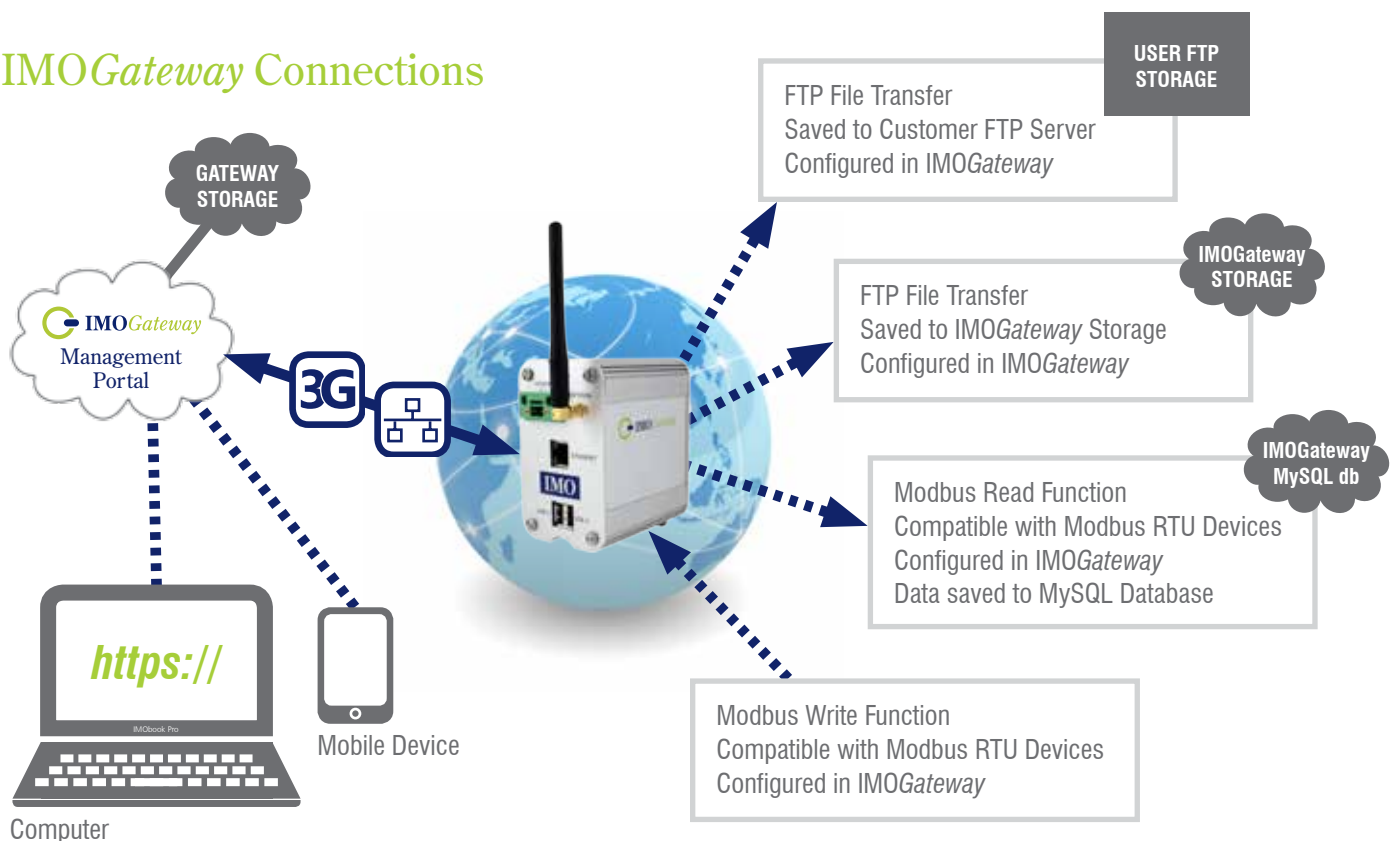 IMOGateway Connections
GATEWAY
STORAGE
IMOGateway
Management
Portal
3G
https://
IMObook Pro
Computer
Mobile Device
IMOGateway
ETHERNET
IMO
USER FTP
STORAGE
FTP File Transfer
Saved to Customer FTP Server
Configured in IMOGateway
IMOGateway
STORAGE
FTP File Transfer
Saved to IMOGateway Storage
Configured in IMOGateway
IMOGateway
MySQL db
Modbus Read Function
Compatible with Modbus RTU Devices
Configured in IMOGateway
Data saved to MySQL Database
Modbus Write Function
Compatible with Modbus RTU Devices
Configured in IMOGateway